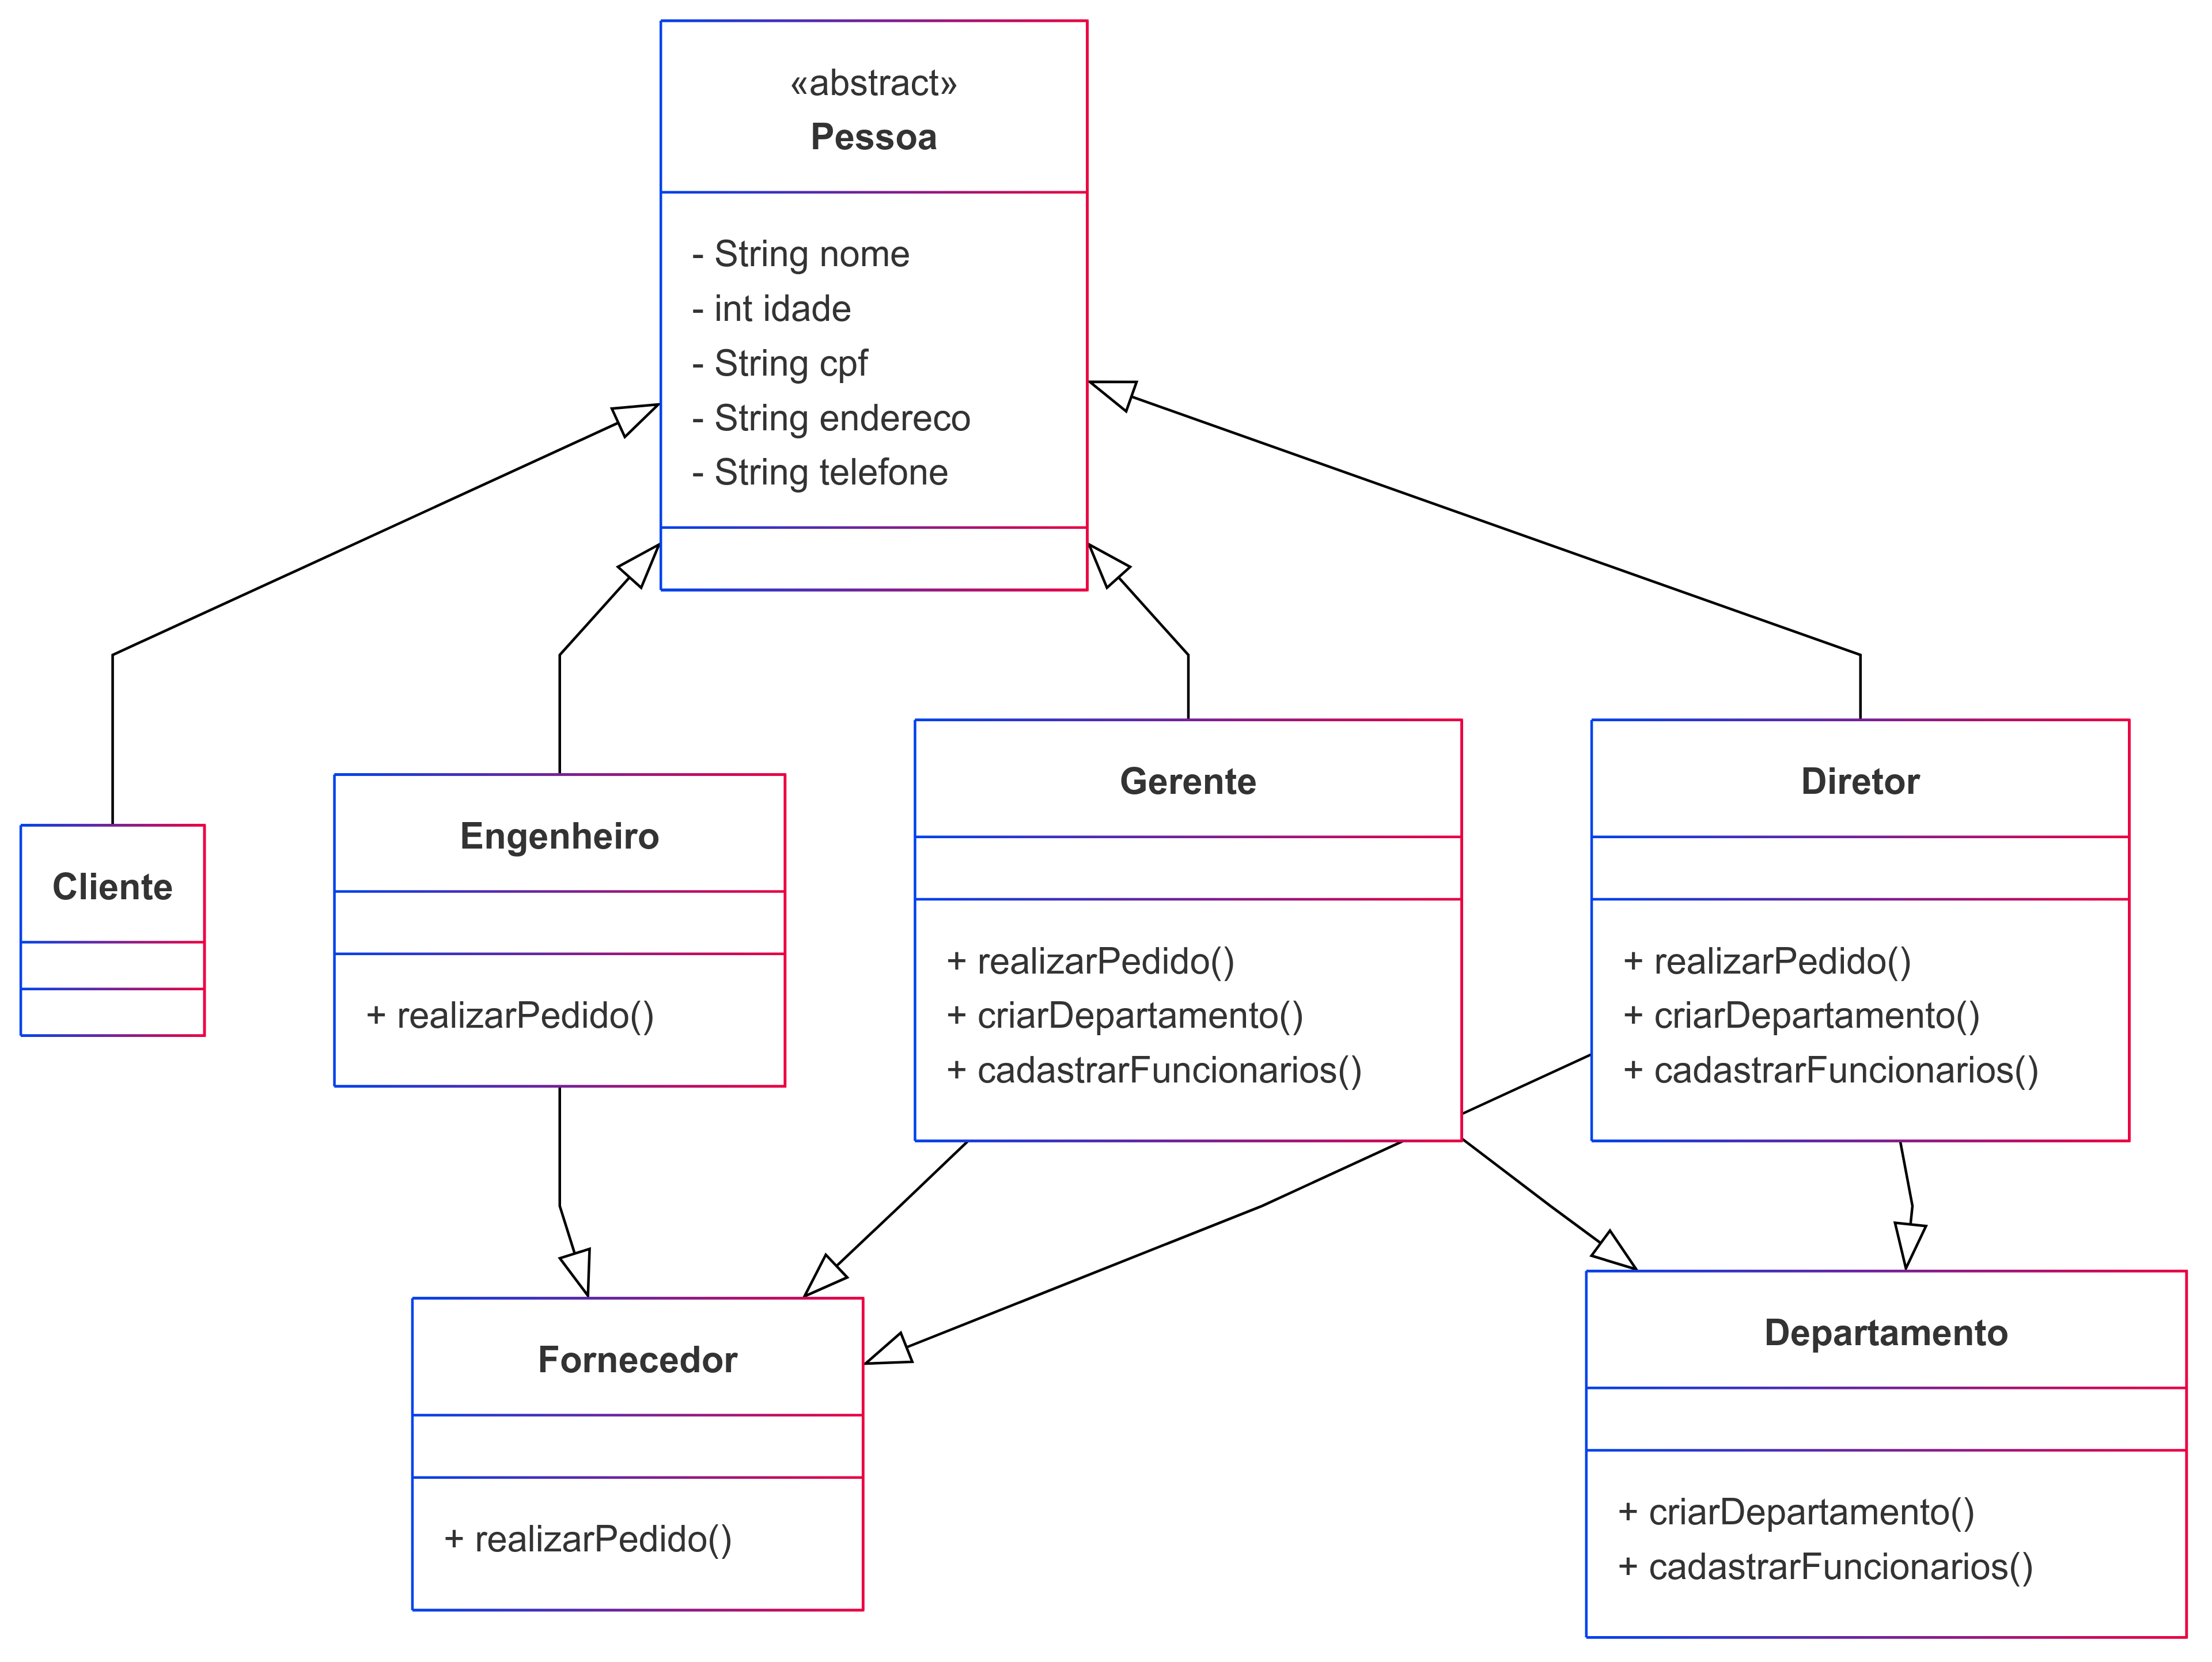 «abstract»
Pessoa
- String nome
- int idade
- String cpf
- String endereco
- String telefone
Cliente
Engenheiro
+ realizarPedido()
Gerente
+ realizarPedido()
+ criarDepartamento()
+ cadastrarFuncionarios()
Diretor
+ realizarPedido()
+ criarDepartamento()
+ cadastrarFuncionarios()
Fornecedor
+ realizarPedido()
Departamento
+ criarDepartamento()
+ cadastrarFuncionarios()